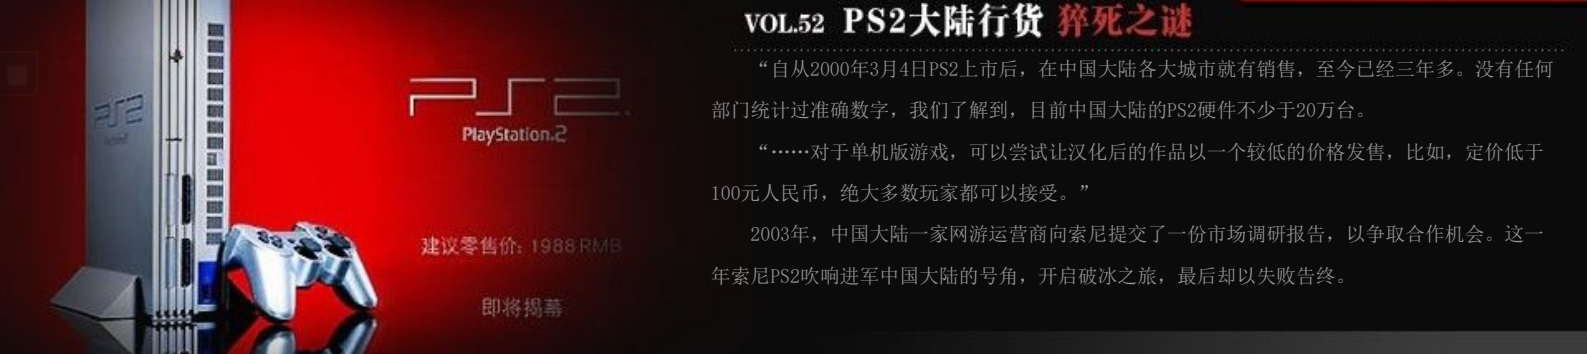 VOL.52 PS2大陆行货 猝死之谜
“自从2000年3月4日PS2上市后，在中国大陆各大城市就有销售，至今已经三年多。没有任何
部门统计过准确数字，我们了解到，目前中国大陆的PS2硬件不少于20万台。
“……对于单机版游戏，可以尝试让汉化后的作品以一个较低的价格发售，比如，定价低于
100元人民币，绝大多数玩家都可以接受。”
2003年，中国大陆一家网游运营商向索尼提交了一份市场调研报告，以争取合作机会。这一
年索尼PS2吹响进军中国大陆的号角，开启破冰之旅，最后却以失败告终。
PS2
PS2
PlayStation.2
建议零售价: 1988RMB
即将揭幕